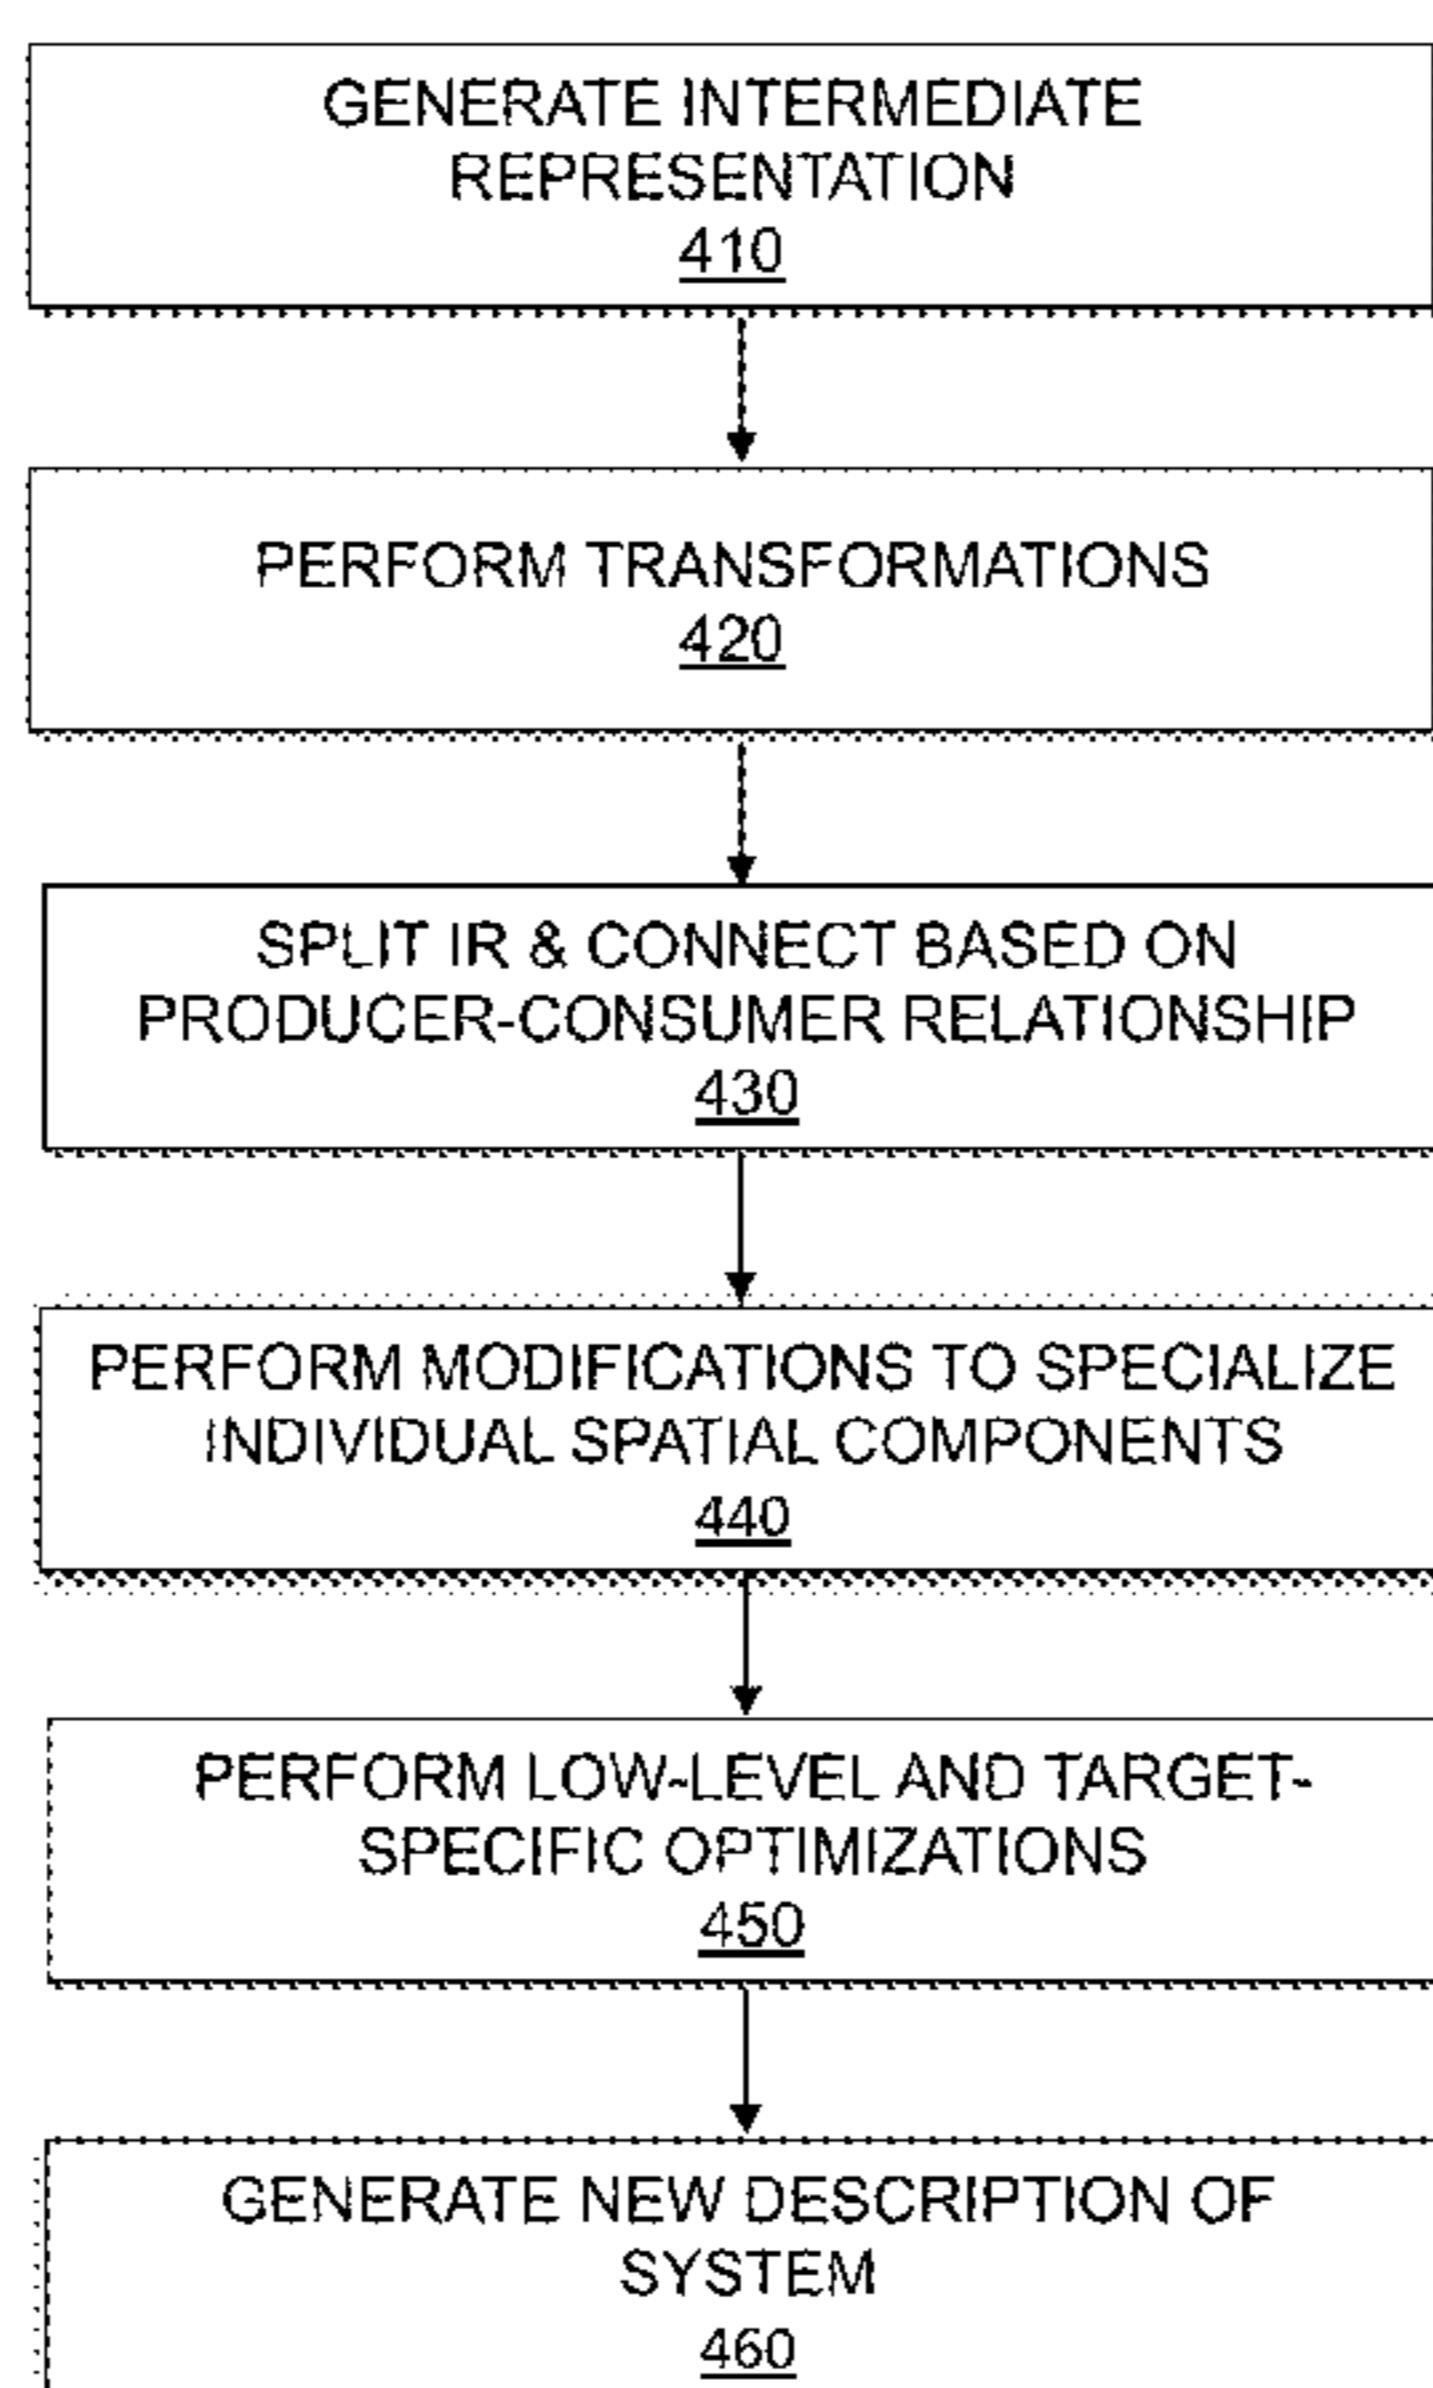 GENERATE INTERMEDIATE
REPRESENTATION
410
PERFORM TRANSFORMATIONS
420
SPLIT IR & CONNECT BASED ON
PRODUCER-CONSUMER RELATIONSHIP
430
PERFORM MODIFICATIONS TO SPECIALIZE
INDIVIDUAL SPATIAL COMPONENTS
440
PERFORM LOW-LEVEL AND TARGET-
SPECIFIC OPTIMIZATIONS
450
GENERATE NEW DESCRIPTION OF
SYSTEM
460